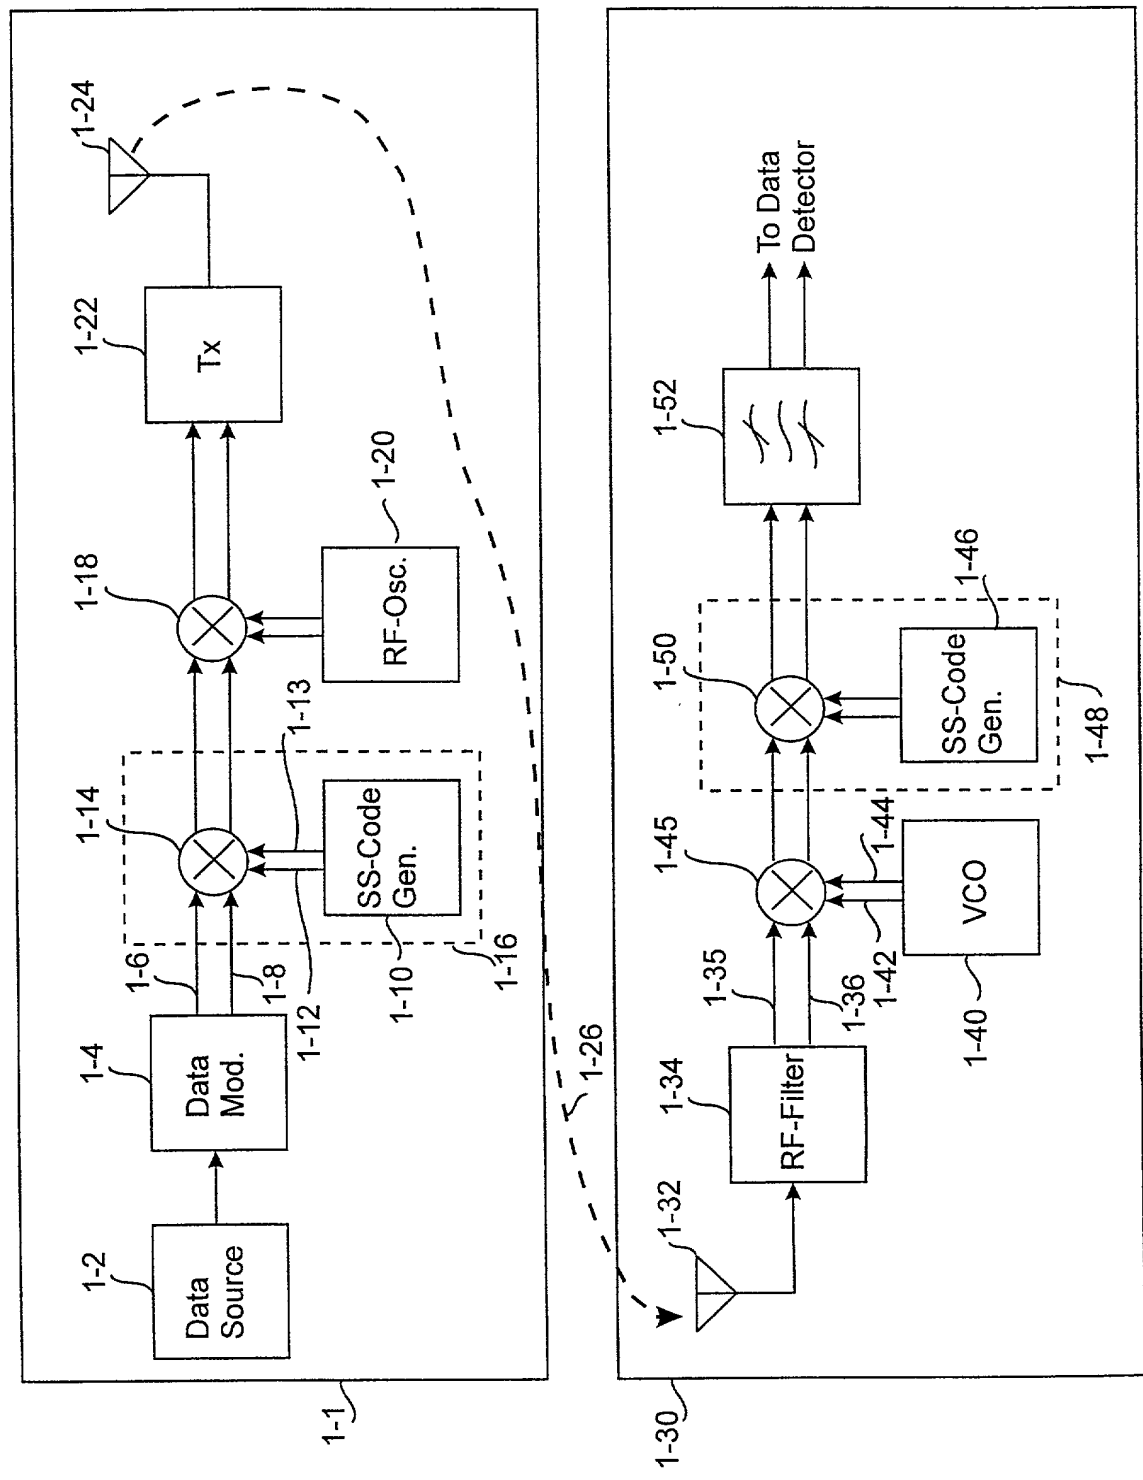 1-1
1-2
Data
Source
1-4
Data
Mod.
1-6
1-8
1-12
1-13
1-14
1-10
SS-Code
Gen.
1-16
1-18
1-20
RF-Osc.
1-22
Tx
1-24
1-26
1-30
1-32
1-34
RF-Filter
1-35
1-36
1-42
1-44
1-45
1-40
VCO
1-50
1-46
SS-Code
Gen.
1-48
1-52
To Data
Detector